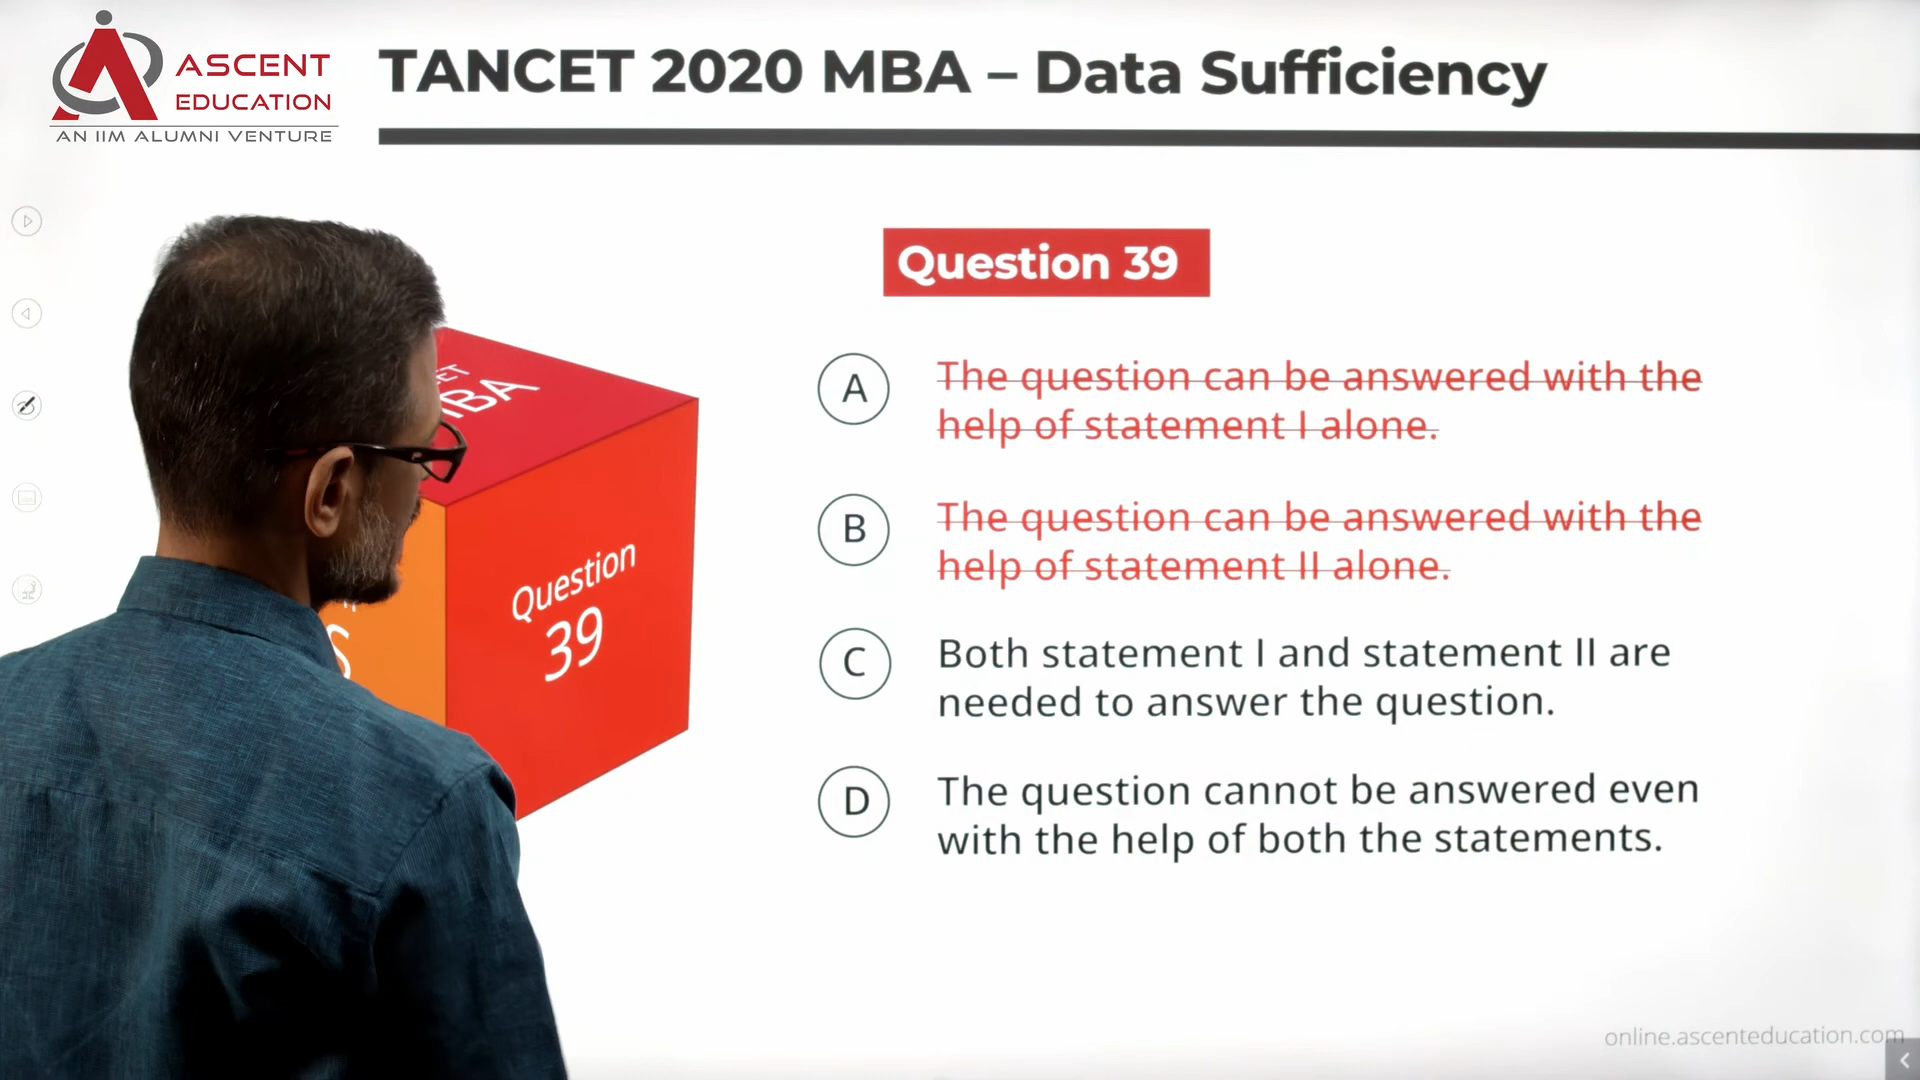 ASCENT
EDUCATION
AN IIM ALUMNI VENTURE
TANCET 2020 MBA – Data Sufficiency
Question 39
Question
39
A
The question can be answered with the
help of statement I alone.
B
The question can be answered with the
help of statement II alone.
C
Both statement I and statement II are
needed to answer the question.
D
The question cannot be answered even
with the help of both the statements.
online.ascenteducation.com